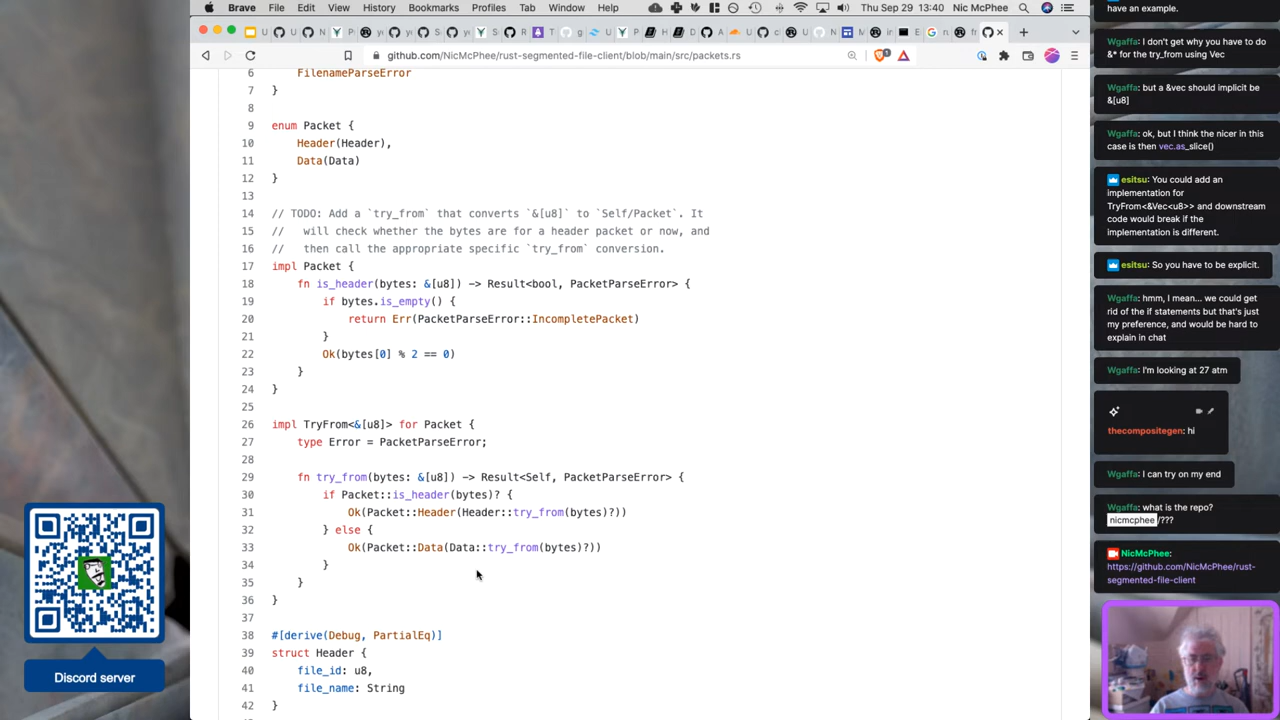 Brave File Edit View History Bookmarks Profiles Tab Window Help Thu Sep 29 13:40 Nic McPhee
github.com/NicMcPhee/rust-segmented-file-client/blob/main/src/packets.rs
6 FilenameParseError
7 }
8
9 enum Packet {
10 Header(Header),
11 Data(Data)
12 }
13
14 // TODO: Add a `try_from` that converts `&[u8]` to `Self/Packet`. It
15 // will check whether the bytes are for a header packet or now, and
16 // then call the appropriate specific `try_from` conversion.
17 impl Packet {
18 fn is_header(bytes: &[u8]) -> Result<bool, PacketParseError> {
19 if bytes.is_empty() {
20 return Err(PacketParseError::IncompletePacket)
21 }
22 Ok(bytes[0] % 2 == 0)
23 }
24 }
25
26 impl TryFrom<&[u8]> for Packet {
27 type Error = PacketParseError;
28
29 fn try_from(bytes: &[u8]) -> Result<Self, PacketParseError> {
30 if Packet::is_header(bytes)? {
31 Ok(Packet::Header(Header::try_from(bytes)?))
32 } else {
33 Ok(Packet::Data(Data::try_from(bytes)?))
34 }
35 }
36 }
37
38 #[derive(Debug, PartialEq)]
39 struct Header {
40 file_id: u8,
41 file_name: String
42 }
have an example.
Wgaffa: I don't get why you have to do
&* for the try_from using Vec
Wgaffa: but a &vec should implicit be
&[u8]
Wgaffa: ok, but I think the nicer in this
case is then vec.as_slice()
esitsu: You could add an
implementation for
TryFrom<&Vec<u8>> and downstream
code would break if the
implementation is different.
esitsu: So you have to be explicit.
Wgaffa: hmm, I mean... we could get
rid of the if statements but that's just
my preference, and would be hard to
explain in chat
Wgaffa: I'm looking at 27 atm
thecompositegen: hi
Wgaffa: I can try on my end
Wgaffa: what is the repo?
nicmcphee/???
NicMcPhee:
https://github.com/NicMcPhee/rust-
segmented-file-client
Discord server